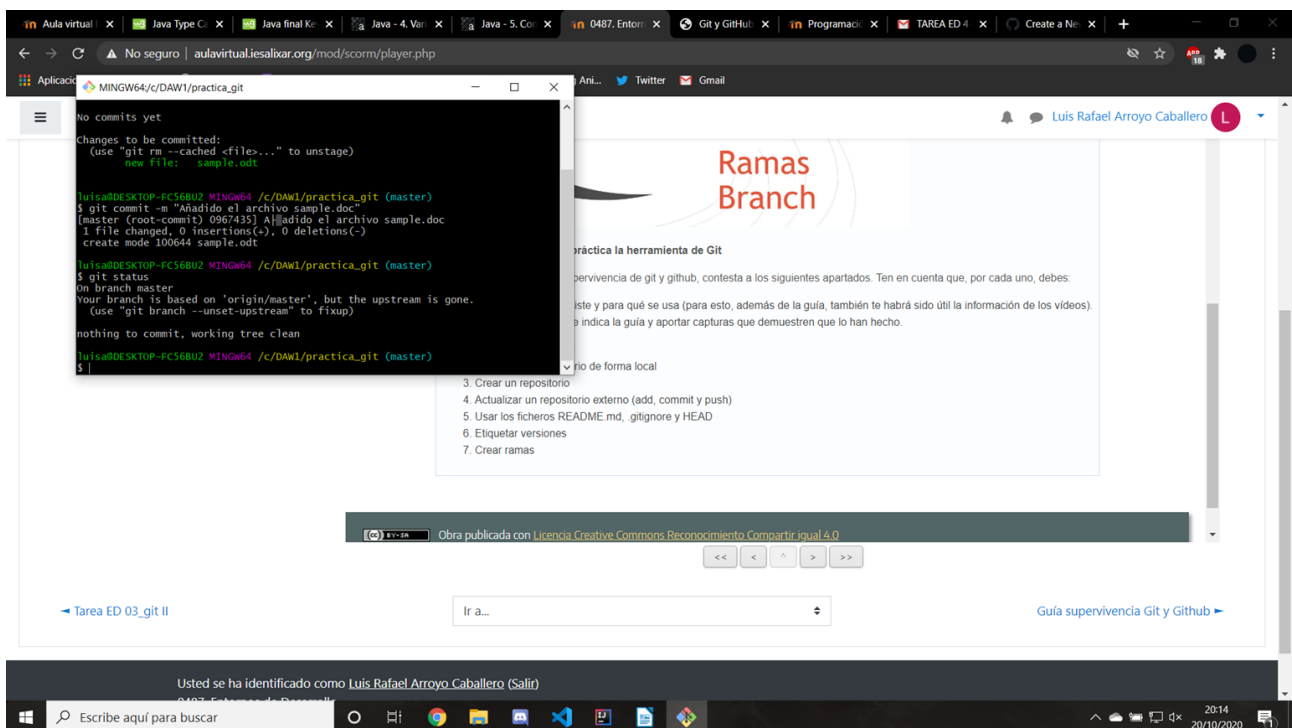 Aula virtual
Java Type Ca
Java final Key
Java - 4. Vari
Java - 5. Con
0487. Entorn
Git y GitHub
Programació
TAREA ED 4
Create a Nev
No seguro | aulavirtual.iesalixar.org/mod/scorm/player.php
ABP
18
Aplicacio
Ani...
Twitter
Gmail
MINGW64:/c/DAW1/practica_git
No commits yet
Changes to be committed:
(use "git rm --cached <file>..." to unstage)
new file:   sample.odt
luisa@DESKTOP-FC56BU2 MINGW64 /c/DAW1/practica_git (master)
$ git commit -m "Añadido el archivo sample.doc"
[master (root-commit) 0967435] A adido el archivo sample.doc
1 file changed, 0 insertions(+), 0 deletions(-)
create mode 100644 sample.odt
luisa@DESKTOP-FC56BU2 MINGW64 /c/DAW1/practica_git (master)
$ git status
On branch master
Your branch is based on 'origin/master', but the upstream is gone.
(use "git branch --unset-upstream" to fixup)
nothing to commit, working tree clean
luisa@DESKTOP-FC56BU2 MINGW64 /c/DAW1/practica_git (master)
$
Luis Rafael Arroyo Caballero L
Ramas
Branch
práctica la herramienta de Git
pervivencia de git y github, contesta a los siguientes apartados. Ten en cuenta que, por cada uno, debes:
iste y para qué se usa (para esto, además de la guía, también te habrá sido útil la información de los vídeos).
e indica la guía y aportar capturas que demuestren que lo han hecho.
rio de forma local
3. Crear un repositorio
4. Actualizar un repositorio externo (add, commit y push)
5. Usar los ficheros README.md, .gitignore y HEAD
6. Etiquetar versiones
7. Crear ramas
(cc) BY-SA
Obra publicada con Licencia Creative Commons Reconocimiento Compartir igual 4.0
<< < ^ > >>
◄ Tarea ED 03_git II
Ir a...
Guía supervivencia Git y Github ►
Usted se ha identificado como Luis Rafael Arroyo Caballero (Salir)
Escribe aquí para buscar
20:14
20/10/2020